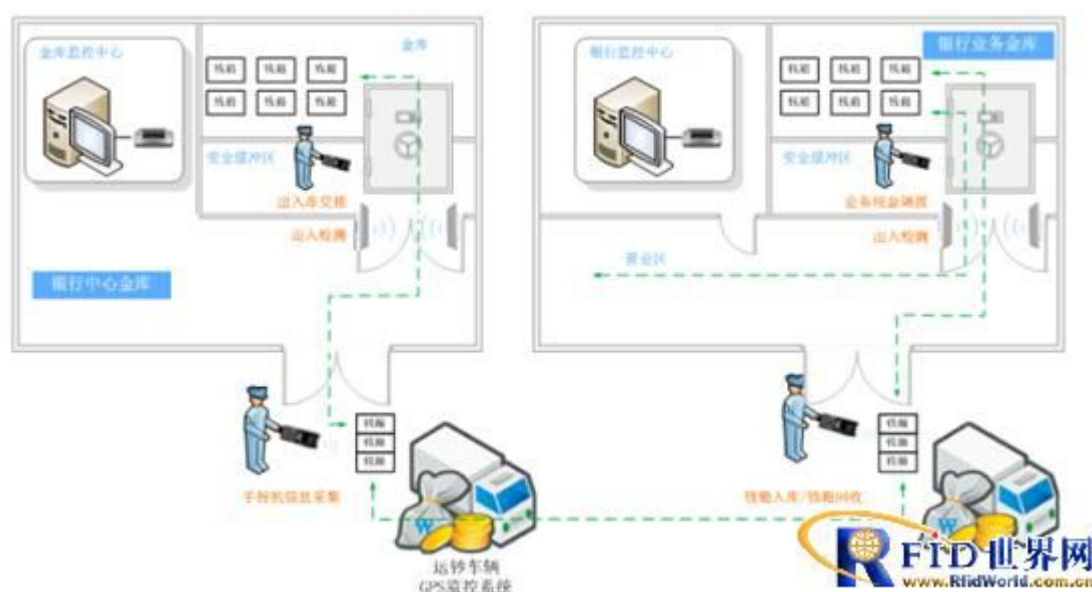 金库监控中心
金库
钱箱 钱箱 钱箱
钱箱 钱箱 钱箱
安全缓冲区
出入库交接
出入检测
银行中心金库
钱箱
钱箱
钱箱
手持机信息采集
运钞车辆
GPS监控系统
银行监控中心
银行业务金库
钱箱 钱箱 钱箱
钱箱 钱箱 钱箱
安全缓冲区
业务现金调拨
出入检测
营业区
钱箱
钱箱
钱箱
钱箱入库/钱箱回收
RFID世界网
www.RfidWorld.com.cn